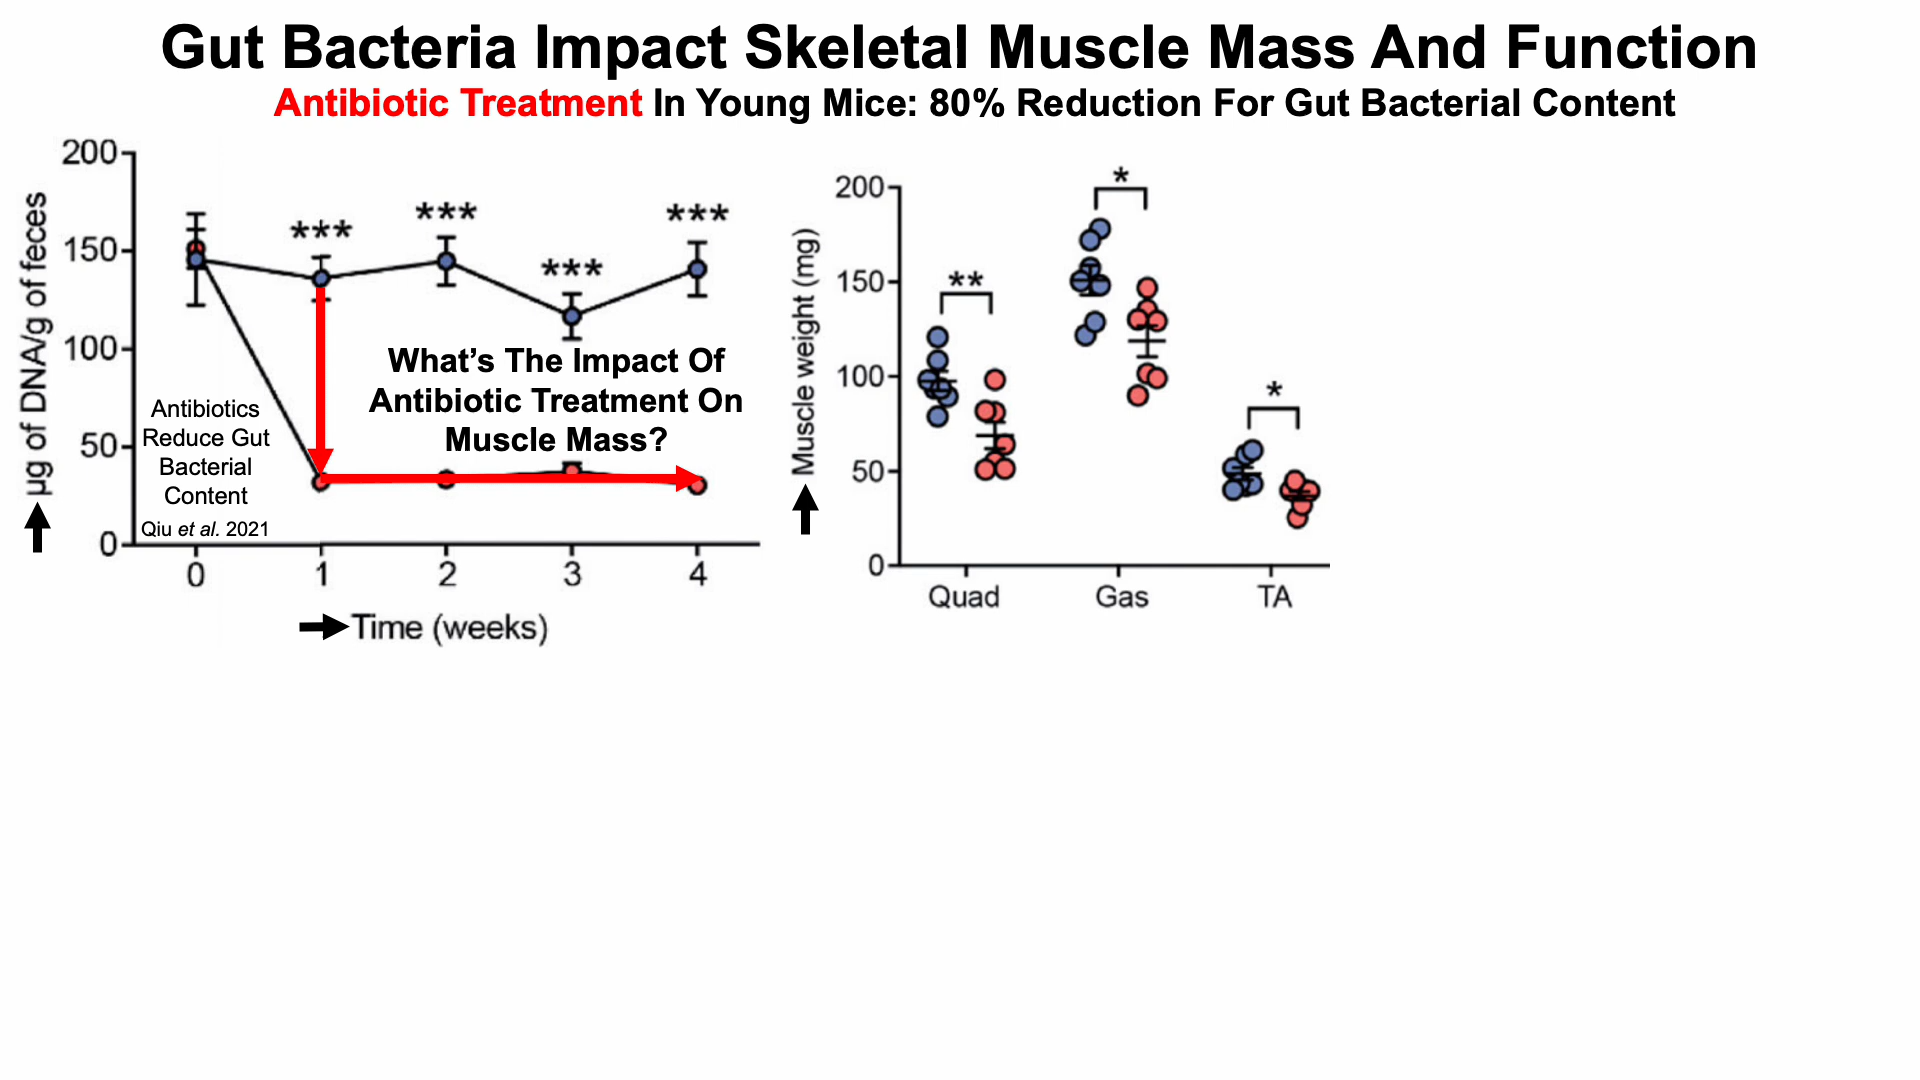 Gut Bacteria Impact Skeletal Muscle Mass And Function
Antibiotic Treatment In Young Mice: 80% Reduction For Gut Bacterial Content
µg of DNA/g of feces
200
150
100
50
0
***
***
***
***
What's The Impact Of
Antibiotic Treatment On
Muscle Mass?
Antibiotics
Reduce Gut
Bacterial
Content
Qiu et al. 2021
0 1 2 3 4
Time (weeks)
Muscle weight (mg)
200
150
100
50
0
**
*
*
Quad Gas TA